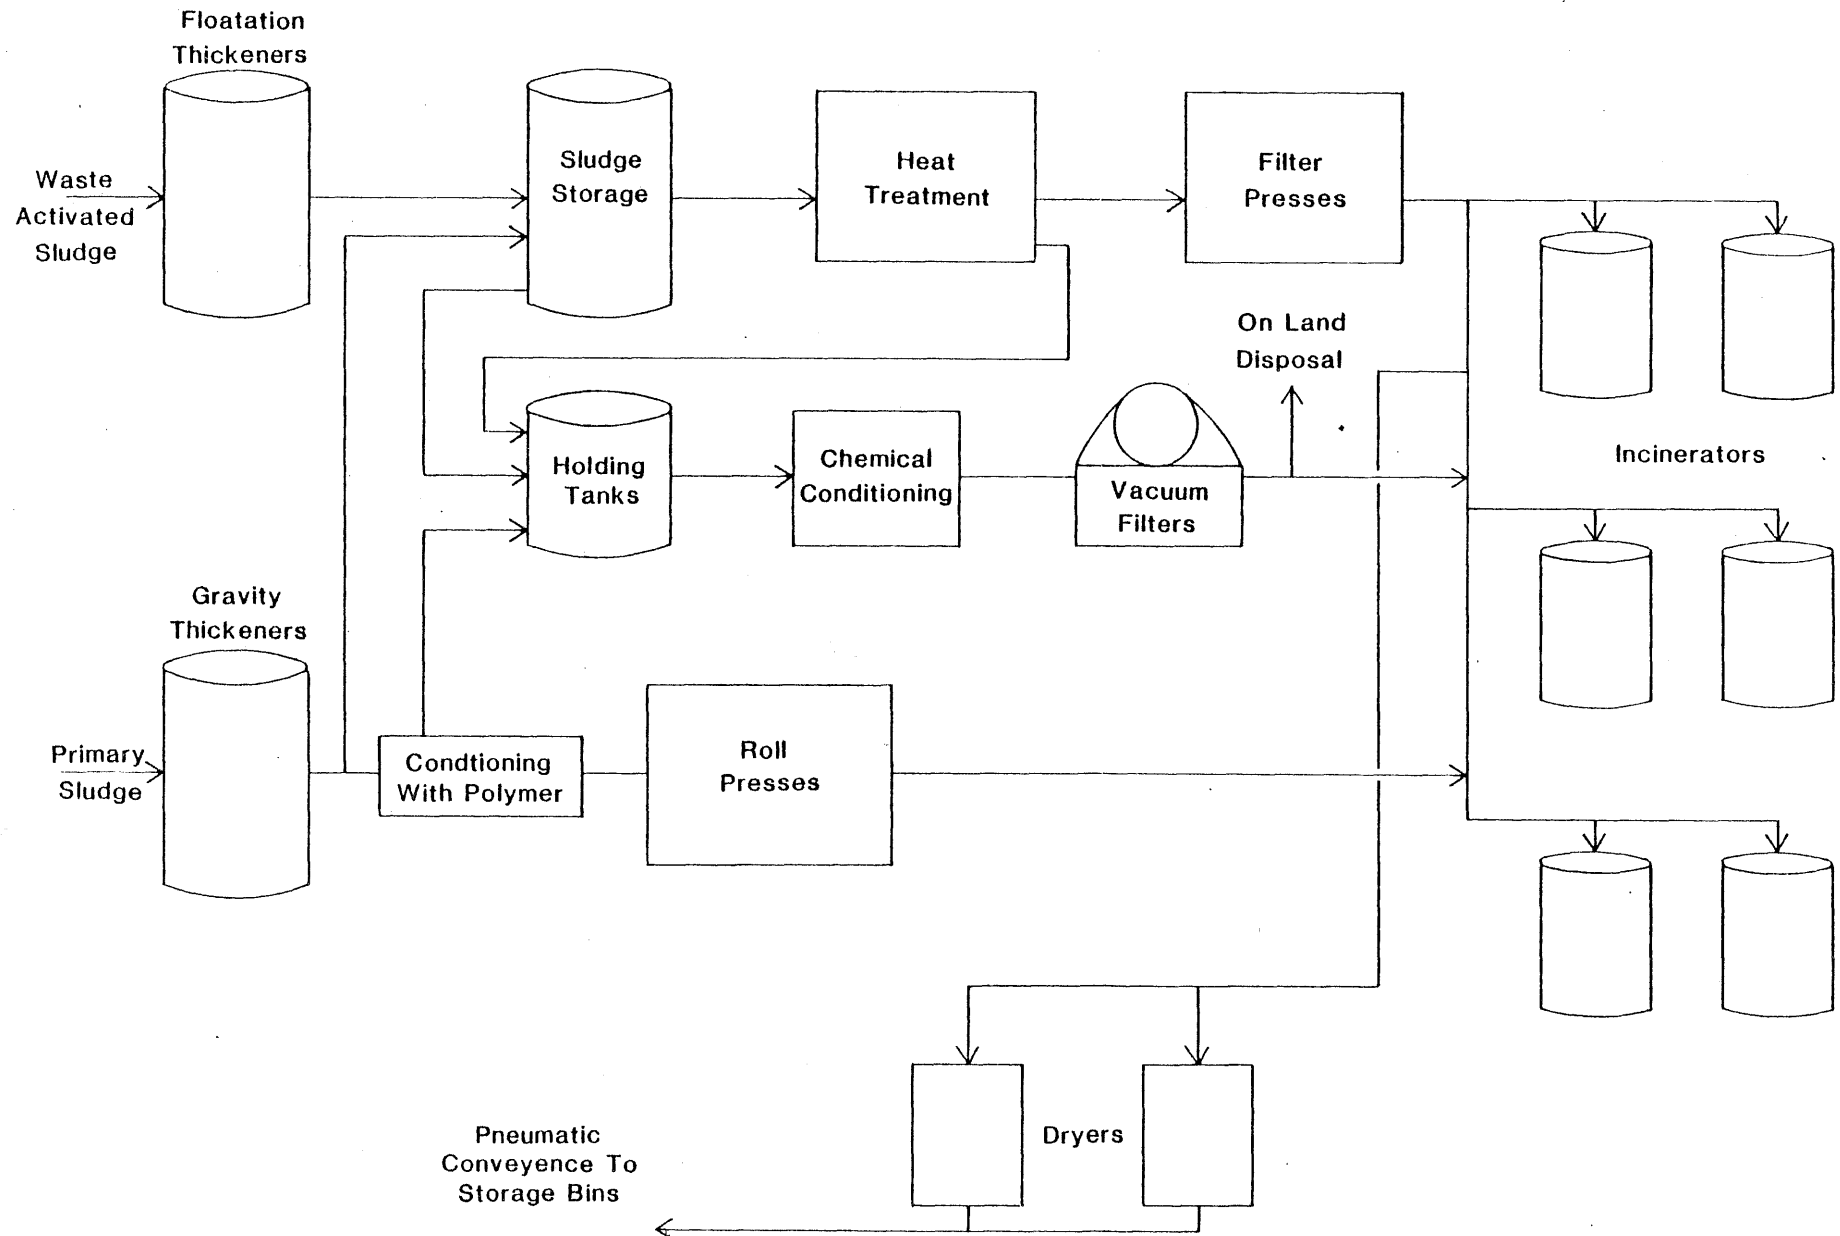 Floatation
Thickeners
Waste
Activated
Sludge
Sludge
Storage
Heat
Treatment
Filter
Presses
On Land
Disposal
Holding
Tanks
Chemical
Conditioning
Vacuum
Filters
Incinerators
Gravity
Thickeners
Primary
Sludge
Condtioning
With Polymer
Roll
Presses
Dryers
Pneumatic
Conveyence To
Storage Bins